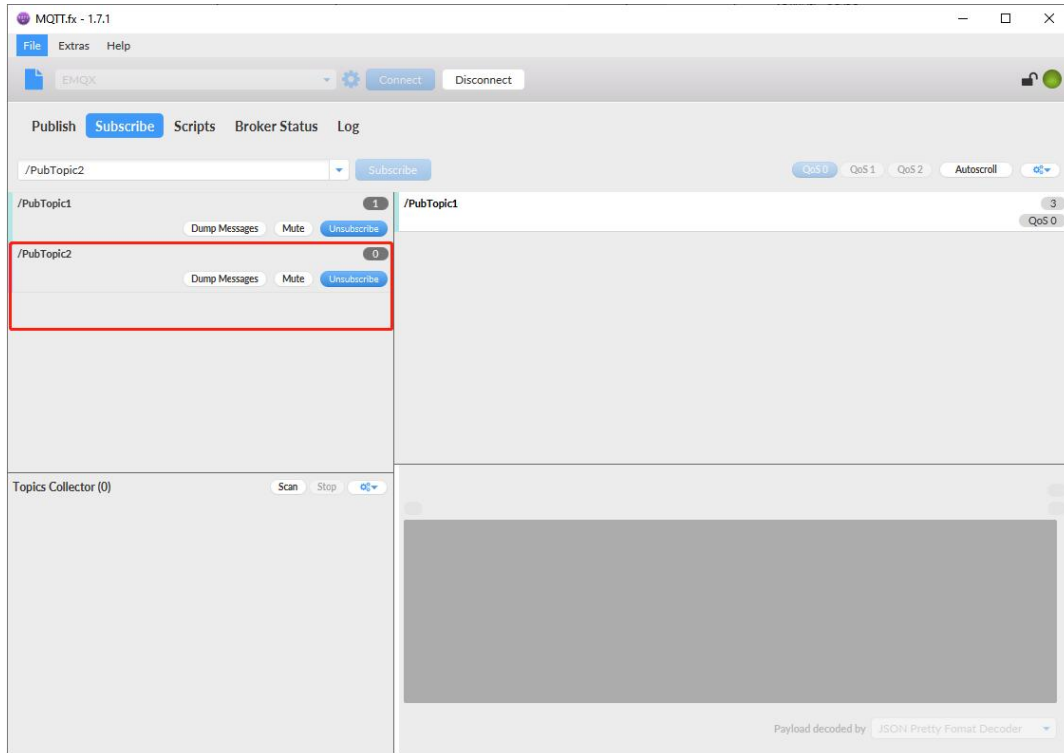 MQTT.fx - 1.7.1
File Extras Help
EMQX Connect Disconnect
Publish Subscribe Scripts Broker Status Log
/PubTopic2 Subscribe QoS 0 QoS 1 QoS 2 Autoscroll
/PubTopic1 1
Dump Messages Mute Unsubscribe
/PubTopic2 0
Dump Messages Mute Unsubscribe
/PubTopic1 3
QoS 0
Topics Collector (0) Scan Stop
Payload decoded by JSON Pretty Fomat Decoder